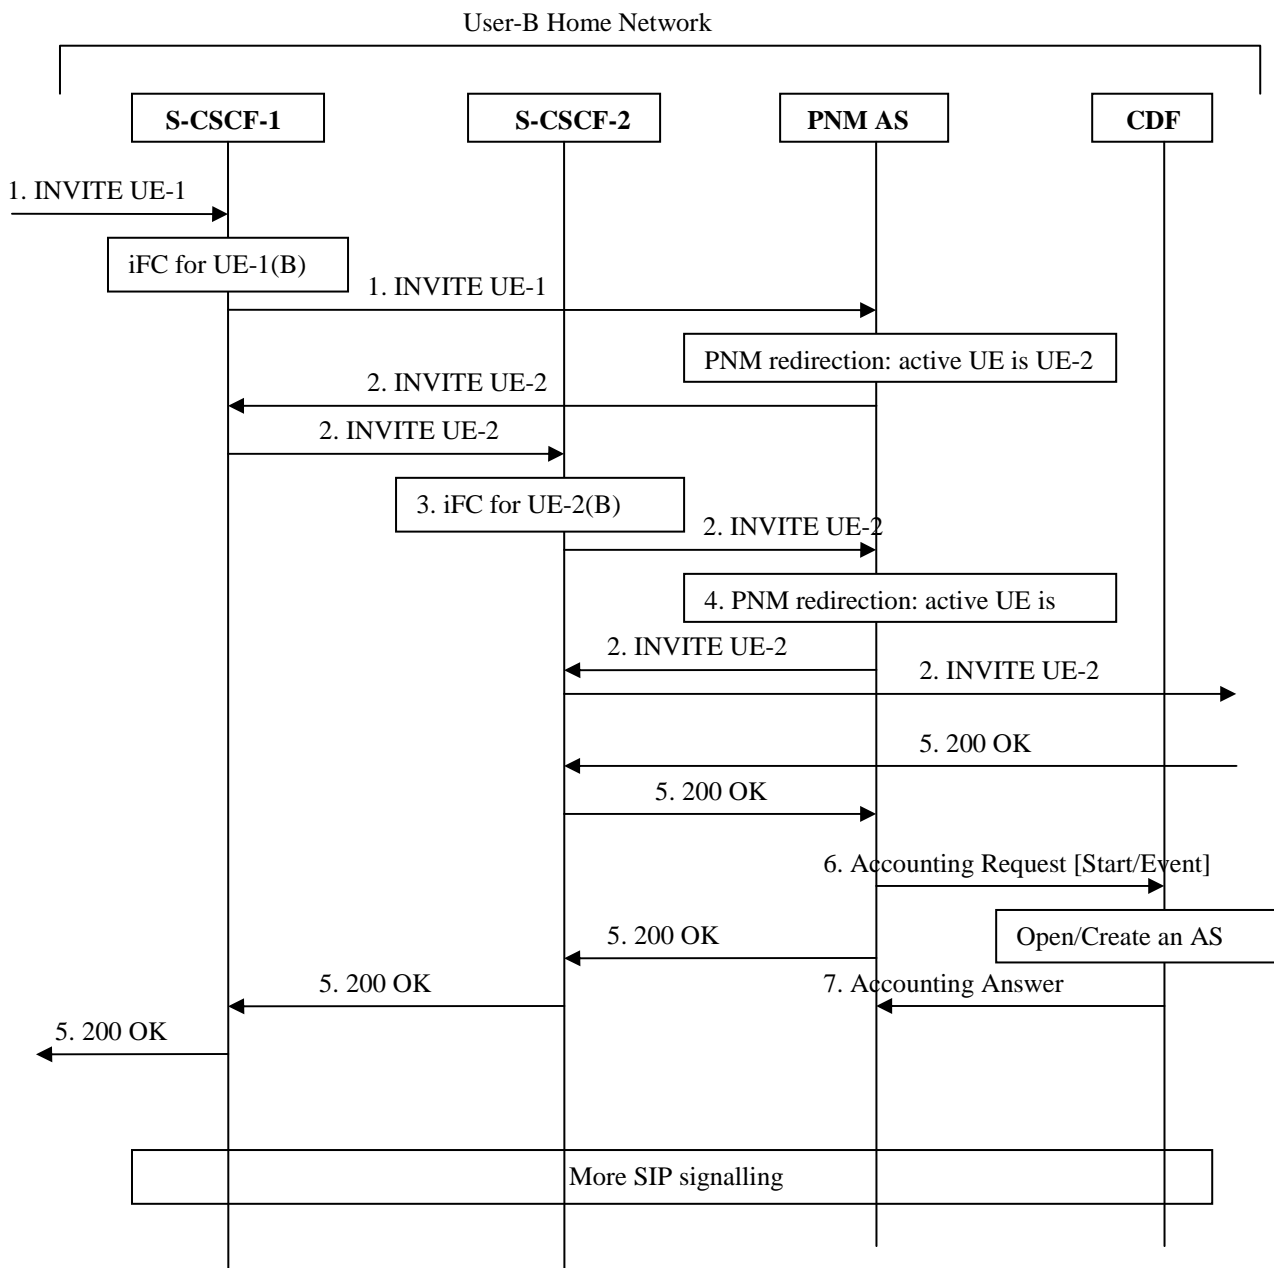 User-B Home Network
S-CSCF-1
S-CSCF-2
PNM AS
CDF
1. INVITE UE-1
iFC for UE-1(B)
1. INVITE UE-1
PNM redirection: active UE is UE-2
2. INVITE UE-2
2. INVITE UE-2
3. iFC for UE-2(B)
2. INVITE UE-2
4. PNM redirection: active UE is
2. INVITE UE-2
2. INVITE UE-2
5. 200 OK
5. 200 OK
6. Accounting Request [Start/Event]
Open/Create an AS
5. 200 OK
7. Accounting Answer
5. 200 OK
5. 200 OK
More SIP signalling